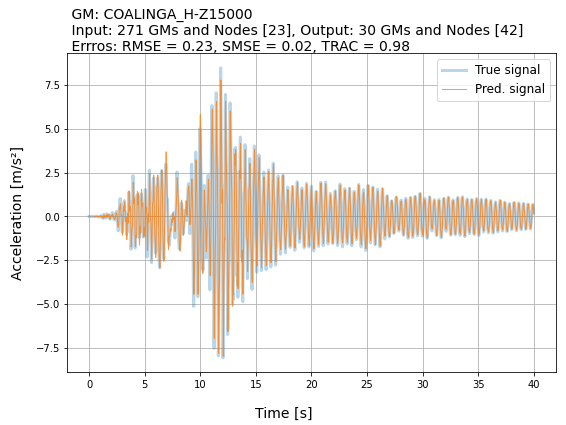 GM: COALINGA_H-Z15000
Input: 271 GMs and Nodes [23], Output: 30 GMs and Nodes [42]
Errros: RMSE = 0.23, SMSE = 0.02, TRAC = 0.98
True signal
Pred. signal
Acceleration [m/s²]
7.5
5.0
2.5
0.0
−2.5
−5.0
−7.5
0 5 10 15 20 25 30 35 40
Time [s]